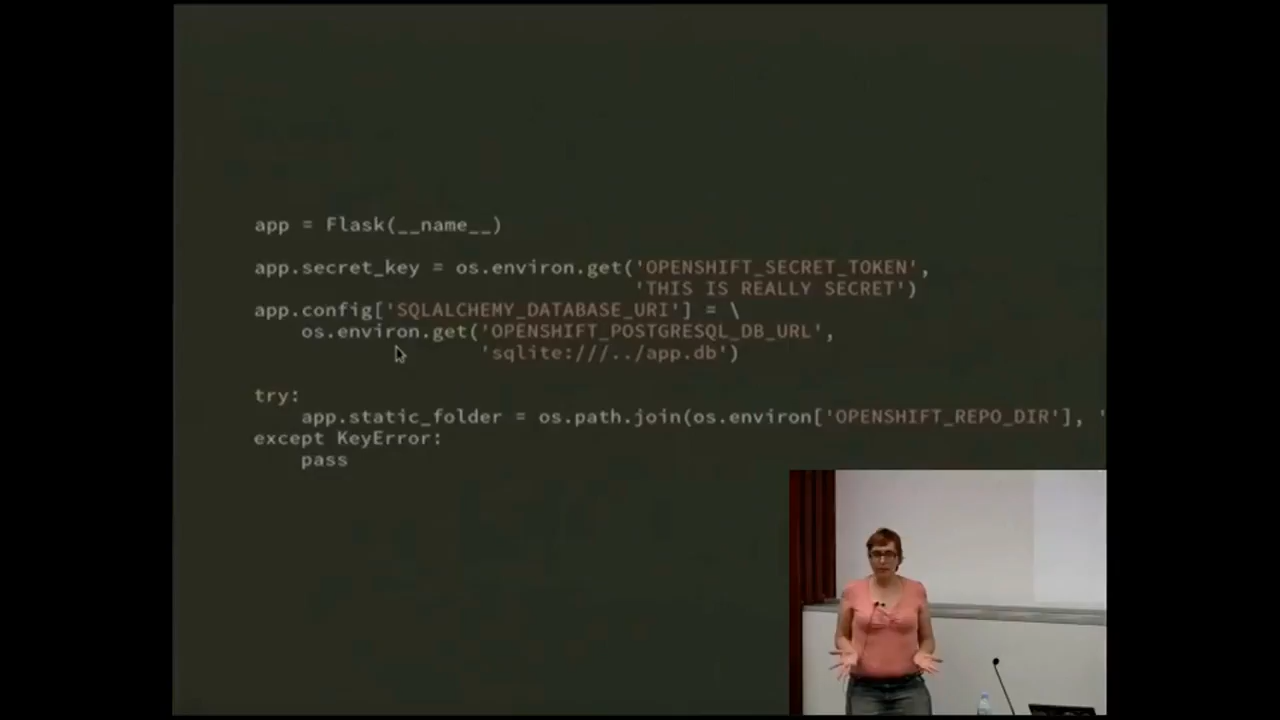 app = Flask(__name__)
app.secret_key = os.environ.get('OPENSHIFT_SECRET_TOKEN',
'THIS IS REALLY SECRET')
app.config['SQLALCHEMY_DATABASE_URI'] = \
os.environ.get('OPENSHIFT_POSTGRESQL_DB_URL',
'sqlite:///../app.db')
try:
app.static_folder = os.path.join(os.environ['OPENSHIFT_REPO_DIR'], '
except KeyError:
pass